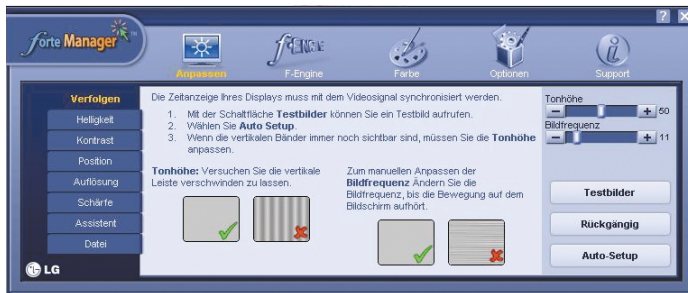 forte Manager
Anpassen
F-Engine
F-Engine
Farbe
Optionen
Support
Verfolgen
Helligkeit
Kontrast
Position
Auflösung
Schärfe
Assistent
Datei
LG
Die Zeitanzeige Ihres Displays muss mit dem Videosignal synchronisiert werden.
1. Mit der Schaltfläche Testbilder können Sie ein Testbild aufrufen.
2. Wählen Sie Auto Setup.
3. Wenn die vertikalen Bänder immer noch sichtbar sind, müssen Sie die Tonhöhe
anpassen.
Tonhöhe: Versuchen Sie die vertikale
Leiste verschwinden zu lassen.
Zum manuellen Anpassen der
Bildfrequenz Ändern Sie die
Bildfrequenz, bis die Bewegung auf dem
Bildschirm aufhört.
Tonhöhe
50
Bildfrequenz
11
Testbilder
Rückgängig
Auto-Setup